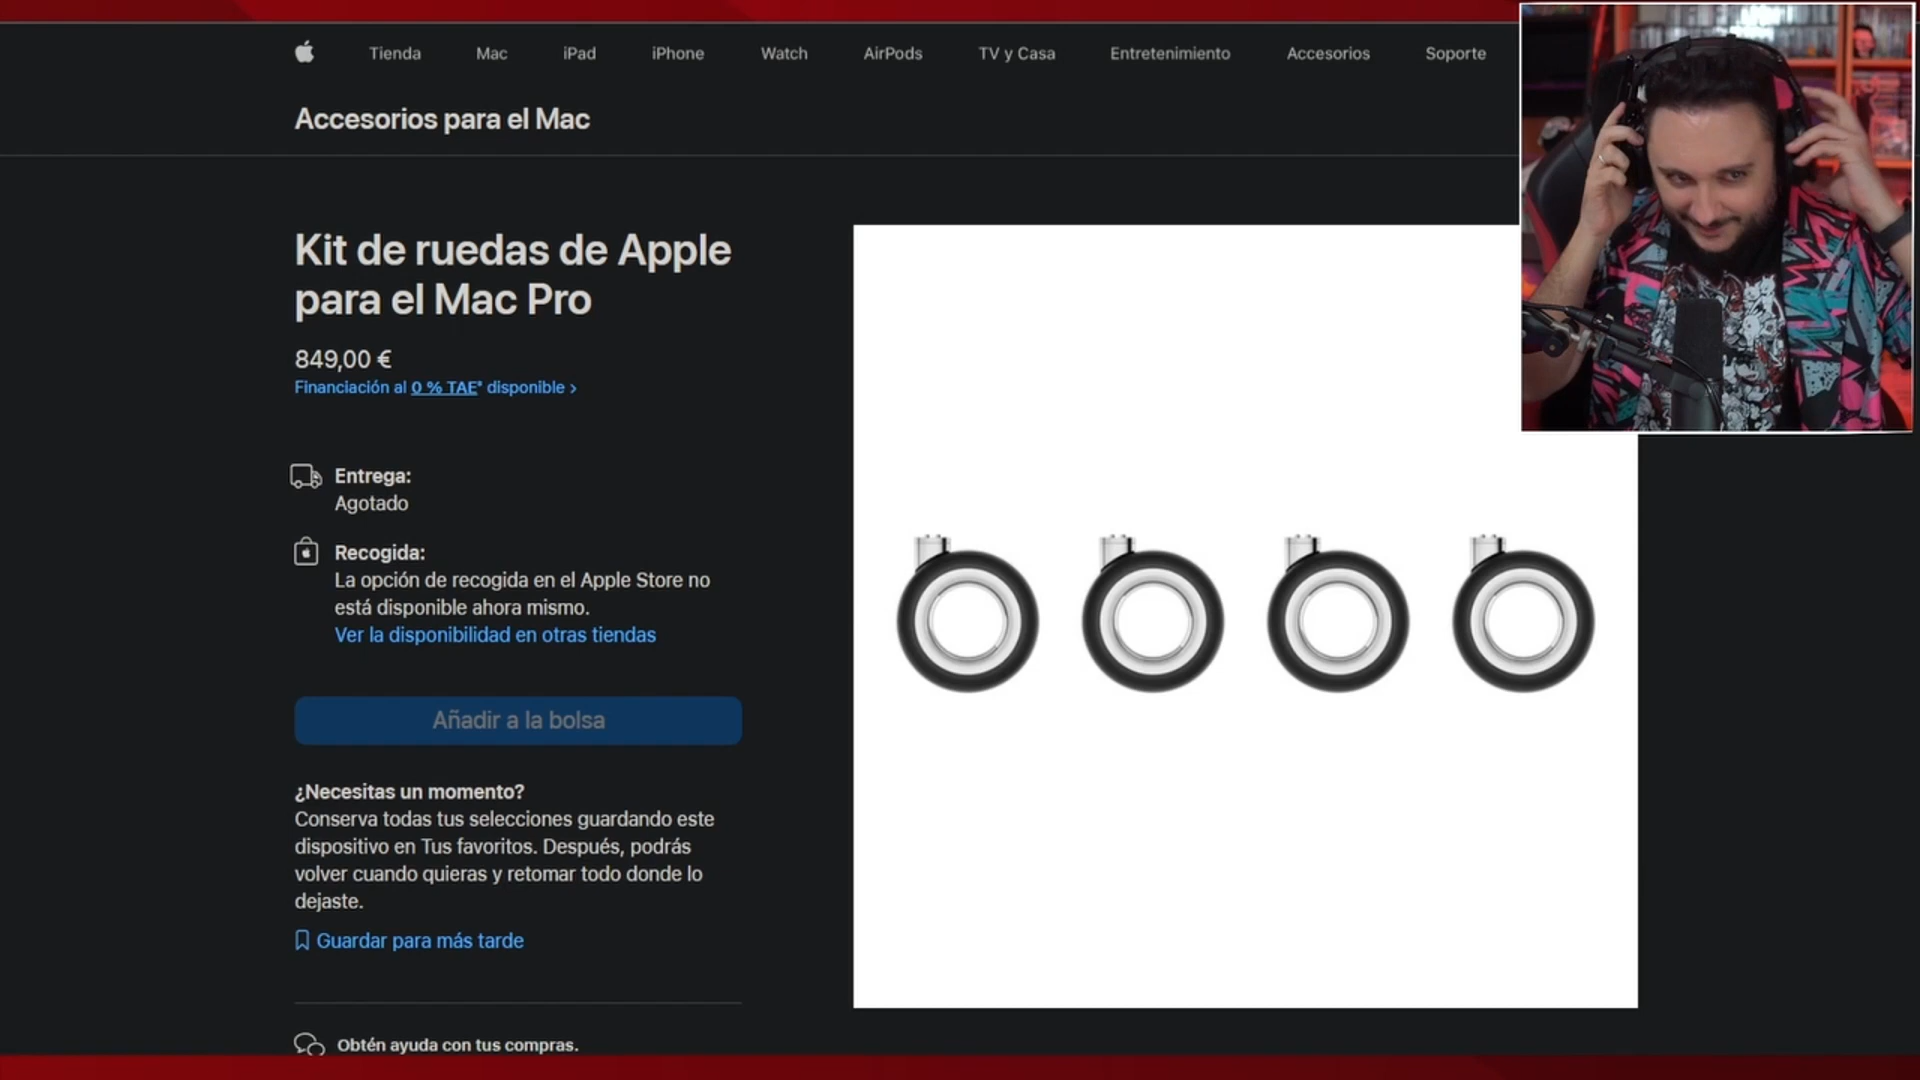 Tienda Mac iPad iPhone Watch AirPods TV y Casa Entretenimiento Accesorios Soporte
Accesorios para el Mac
Kit de ruedas de Apple
para el Mac Pro
849,00 €
Financiación al 0 % TAE* disponible >
Entrega:
Agotado
Recogida:
La opción de recogida en el Apple Store no
está disponible ahora mismo.
Ver la disponibilidad en otras tiendas
Añadir a la bolsa
¿Necesitas un momento?
Conserva todas tus selecciones guardando este
dispositivo en Tus favoritos. Después, podrás
volver cuando quieras y retomar todo donde lo
dejaste.
Guardar para más tarde
Obtén ayuda con tus compras.